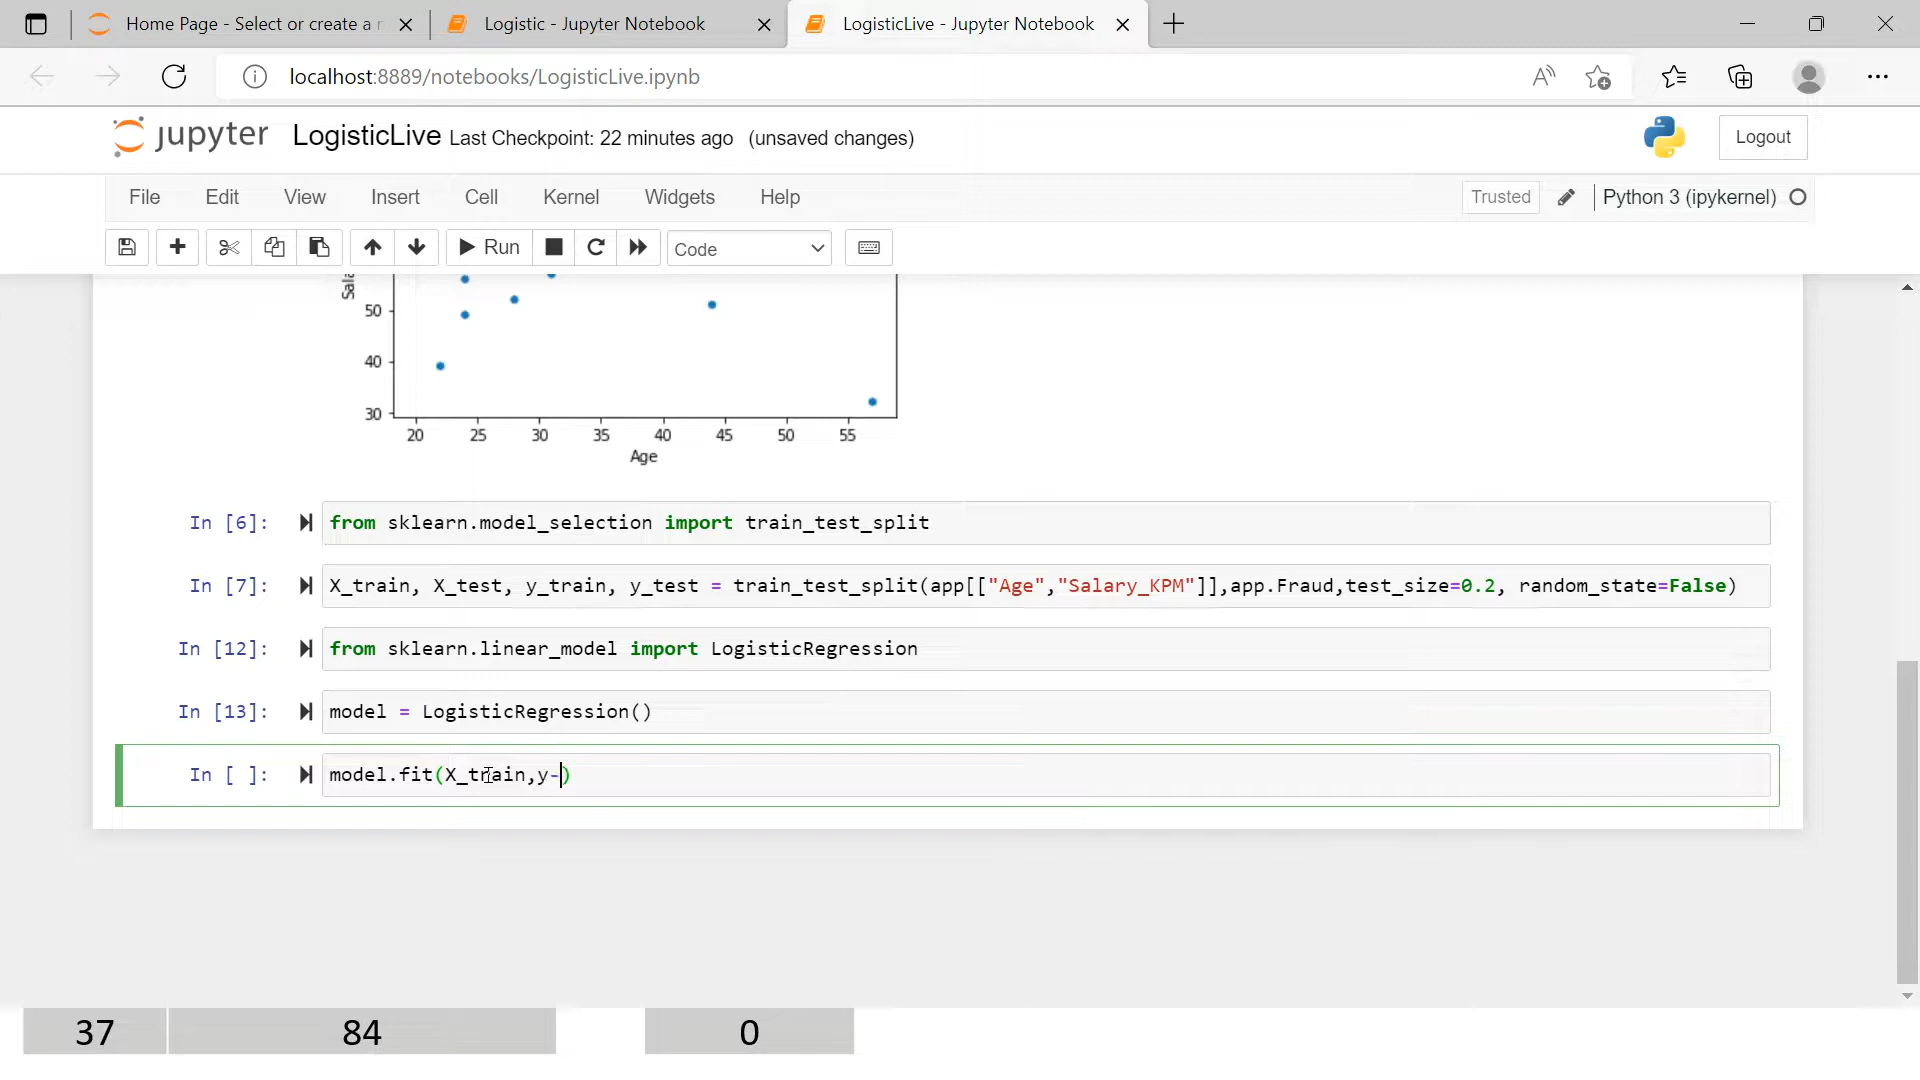 Home Page - Select or create a n
Logistic - Jupyter Notebook
LogisticLive - Jupyter Notebook
localhost:8889/notebooks/LogisticLive.ipynb
jupyter LogisticLive Last Checkpoint: 22 minutes ago (unsaved changes)
Logout
File Edit View Insert Cell Kernel Widgets Help
Trusted
Python 3 (ipykernel)
Run
Code
Sala
50
40
30
20 25 30 35 40 45 50 55
Age
In [6]: from sklearn.model_selection import train_test_split
In [7]: X_train, X_test, y_train, y_test = train_test_split(app[["Age","Salary_KPM"]],app.Fraud,test_size=0.2, random_state=False)
In [12]: from sklearn.linear_model import LogisticRegression
In [13]: model = LogisticRegression()
In [ ]: model.fit(X_train,y-)
37 84 0